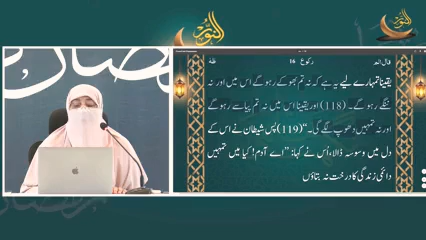 النور
قال الم
رکوع 16
طٰهٰ
یقیناً تمہارے لیے یہ ہے کہ نہ تم بھوکے رہو گے اس میں اور نہ
ننگے رہو گے۔ (118) اور یقیناً اس میں نہ تم پیاسے رہو گے
اور نہ تمہیں دھوپ لگے گی۔“ (119) پس شیطان نے اس کے
دل میں وسوسہ ڈالا، اُس نے کہا: ”اے آدم! کیا میں تمہیں
دائمی زندگی کا درخت نہ بتاؤں